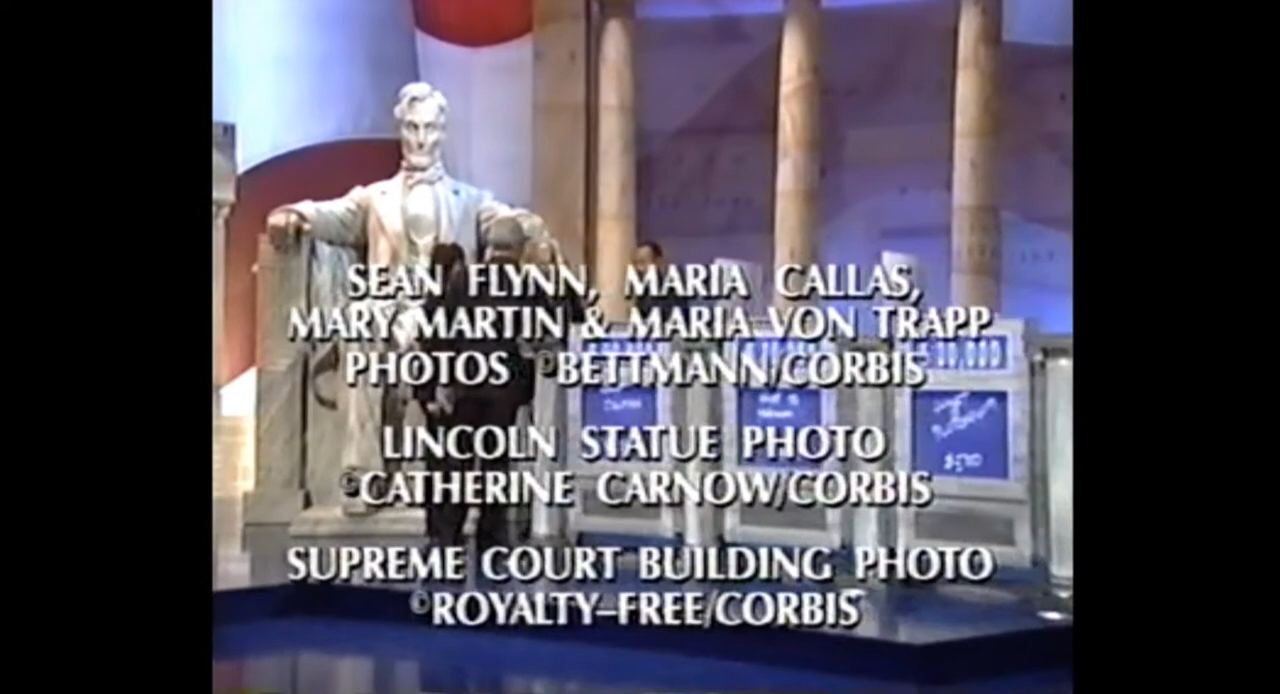 SEAN FLYNN, MARIA CALLAS,
MARY MARTIN & MARIA VON TRAPP
PHOTOS ©BETTMANN/CORBIS
LINCOLN STATUE PHOTO
©CATHERINE CARNOW/CORBIS
SUPREME COURT BUILDING PHOTO
©ROYALTY–FREE/CORBIS